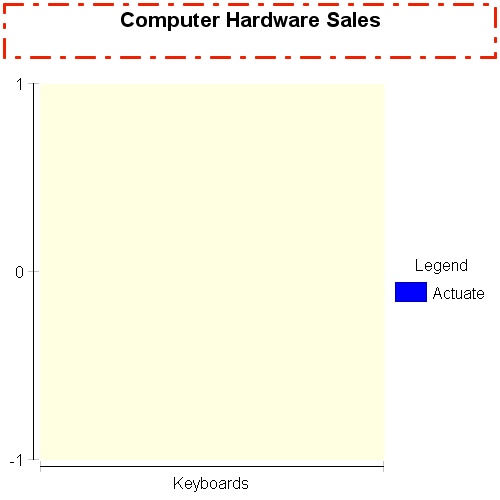 Computer Hardware Sales
1
0
-1
Keyboards
Legend
Actuate